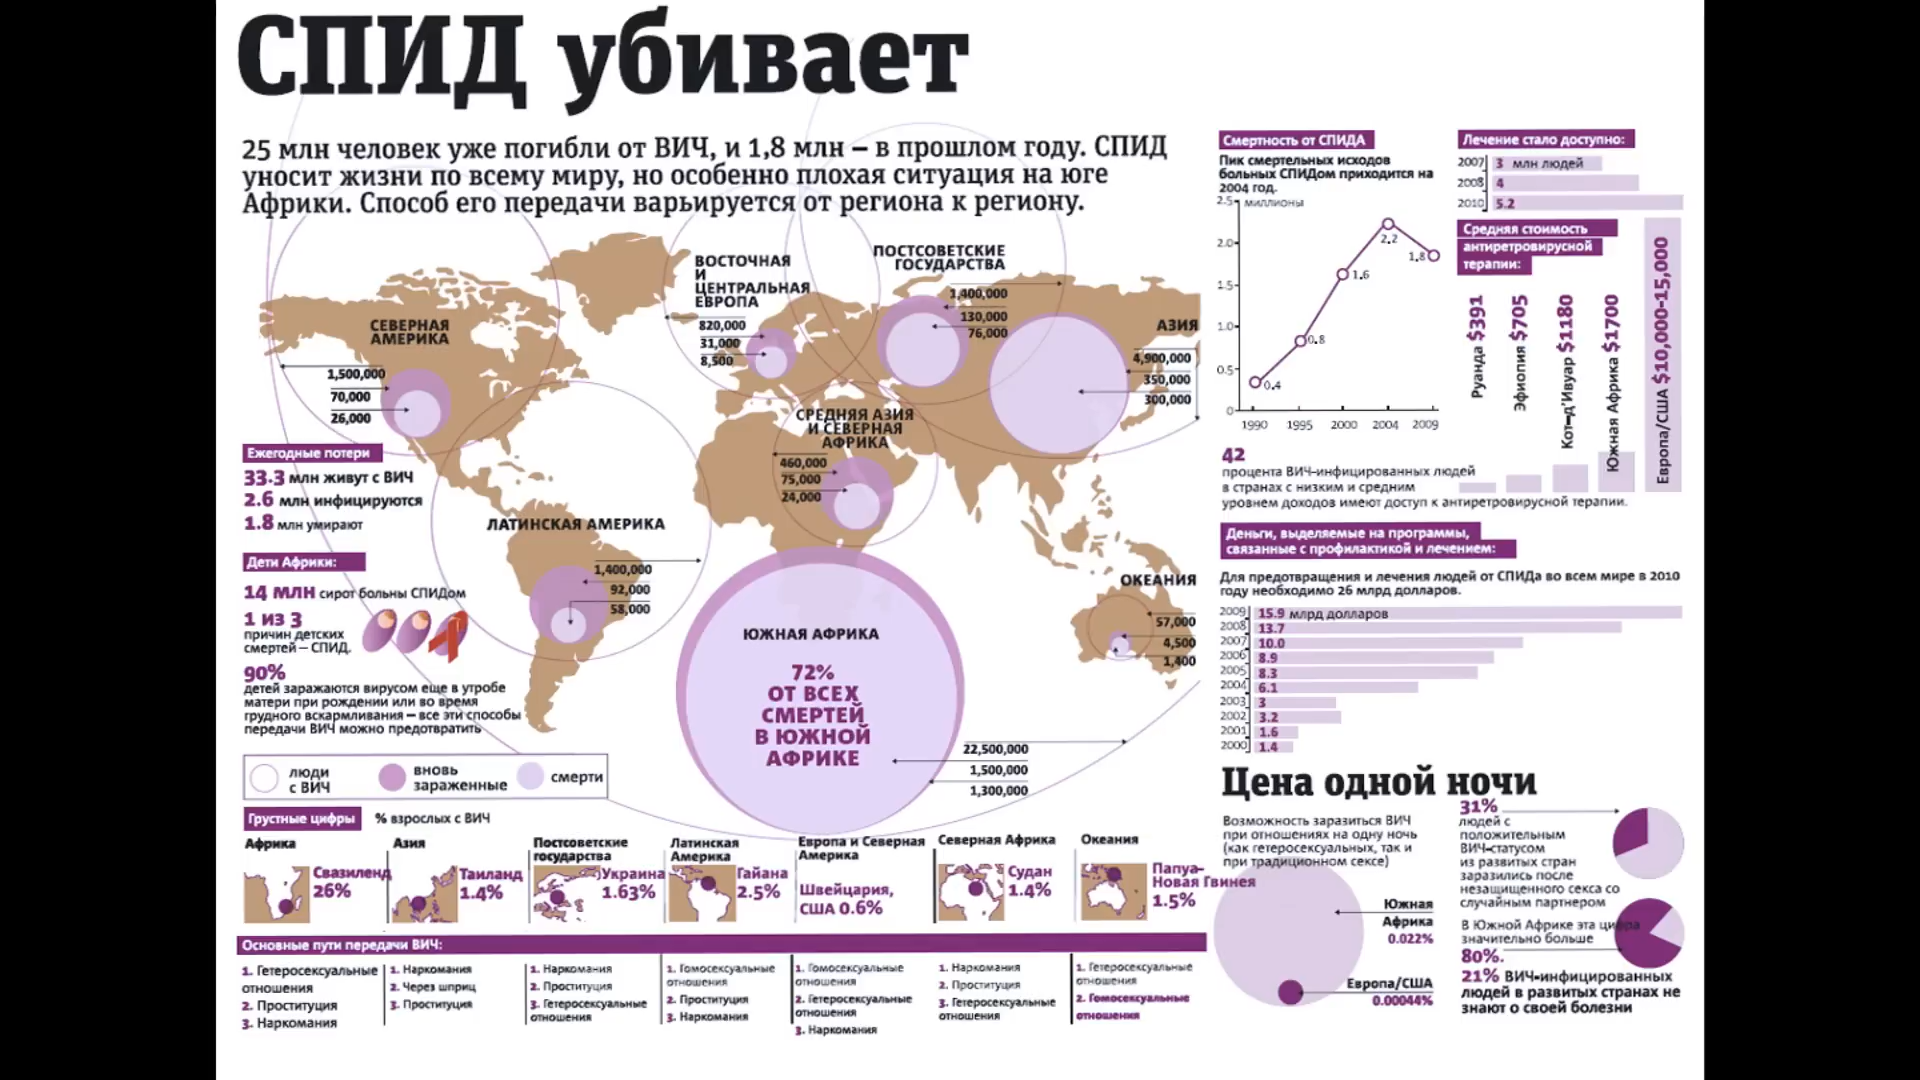 СПИД убивает
25 млн человек уже погибли от ВИЧ, и 1,8 млн – в прошлом году. СПИД
уносит жизни по всему миру, но особенно плохая ситуация на юге
Африки. Способ его передачи варьируется от региона к региону.
СЕВЕРНАЯ
АМЕРИКА
1,500,000
70,000
26,000
ВОСТОЧНАЯ
И
ЦЕНТРАЛЬНАЯ
ЕВРОПА
820,000
31,000
8,500
ПОСТСОВЕТСКИЕ
ГОСУДАРСТВА
1,400,000
130,000
76,000
АЗИЯ
4,900,000
350,000
300,000
СРЕДНЯЯ АЗИЯ
И СЕВЕРНАЯ
АФРИКА
460,000
75,000
24,000
ЛАТИНСКАЯ АМЕРИКА
1,400,000
92,000
58,000
ОКЕАНИЯ
57,000
4,500
1,400
ЮЖНАЯ АФРИКА
72%
ОТ ВСЕХ
СМЕРТЕЙ
В ЮЖНОЙ
АФРИКЕ
22,500,000
1,500,000
1,300,000
Ежегодные потери
33.3 млн живут с ВИЧ
2.6 млн инфицируются
1.8 млн умирают
Дети Африки:
14 МЛН сирот больны СПИДом
1 ИЗ 3
причин детских
смертей – СПИД.
90%
детей заражаются вирусом еще в утробе
матери при рождении или во время
грудного вскармливания – все эти способы
передачи ВИЧ можно предотвратить
люди
с ВИЧ
вновь
зараженные
смерти
Грустные цифры
% взрослых с ВИЧ
Африка
Свазиленд
26%
Азия
Таиланд
1.4%
Постсоветские
государства
Украина
1.63%
Латинская
Америка
Гайана
2.5%
Европа и Северная
Америка
Швейцария,
США 0.6%
Северная Африка
Судан
1.4%
Океания
Папуа–
Новая Гвинея
1.5%
Основные пути передачи ВИЧ:
1. Гетеросексуальные
отношения
2. Проституция
3. Наркомания
1. Наркомания
2. Через шприц
3. Проституция
1. Наркомания
2. Проституция
3. Гетеросексуальные
отношения
1. Гомосексуальные
отношения
2. Проституция
3. Наркомания
1. Гомосексуальные
отношения
2. Гетеросексуальные
отношения
3. Наркомания
1. Наркомания
2. Проституция
3. Гетеросексуальные
отношения
1. Гетеросексуальные
отношения
2. Гомосексуальные
отношения
Смертность от СПИДА
Пик смертельных исходов
больных СПИДом приходится на
2004 год.
2.5 миллионы
2.0
1.5
1.0
0.5
0
0.4
0.8
1.6
2.2
1.8
1990 1995 2000 2004 2009
Лечение стало доступно:
2007 3 млн людей
2008 4
2010 5.2
Средняя стоимость
антиретровирусной
терапии:
Руанда $391
Эфиопия $705
Кот–д'Ивуар $1180
Южная Африка $1700
Европа/США $10,000-15,000
42
процента ВИЧ–инфицированных людей
в странах с низким и средним
уровнем доходов имеют доступ к антиретровирусной терапии.
Деньги, выделяемые на программы,
связанные с профилактикой и лечением:
Для предотвращения и лечения людей от СПИДа во всем мире в 2010
году необходимо 26 млрд долларов.
2009 15.9 млрд долларов
2008 13.7
2007 10.0
2006 8.9
2005 8.3
2004 6.1
2003 3
2002 3.2
2001 1.6
2000 1.4
Цена одной ночи
Возможность заразиться ВИЧ
при отношениях на одну ночь
(как гетеросексуальных, так и
при традиционном сексе)
Южная
Африка
0.022%
Европа/США
0.00044%
31%
людей с
положительным
ВИЧ–статусом
из развитых стран
заразились после
незащищенного секса со
случайным партнером
В Южной Африке эта цифра
значительно больше
80%.
21% ВИЧ-инфицированных
людей в развитых странах не
знают о своей болезни